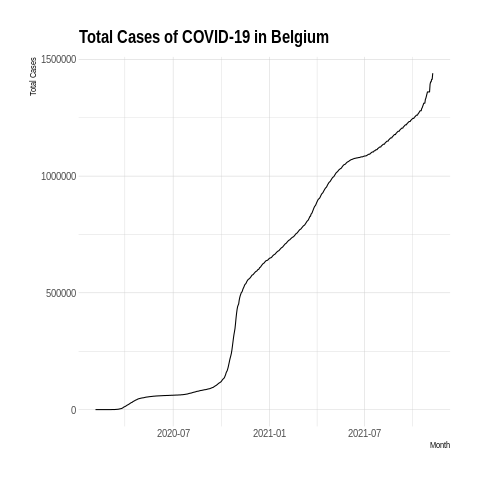 Total Cases of COVID-19 in Belgium
Total Cases
1500000
1000000
500000
0
2020-07
2021-01
2021-07
Month